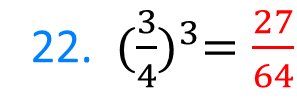 22. (3/4)³ = 27/64